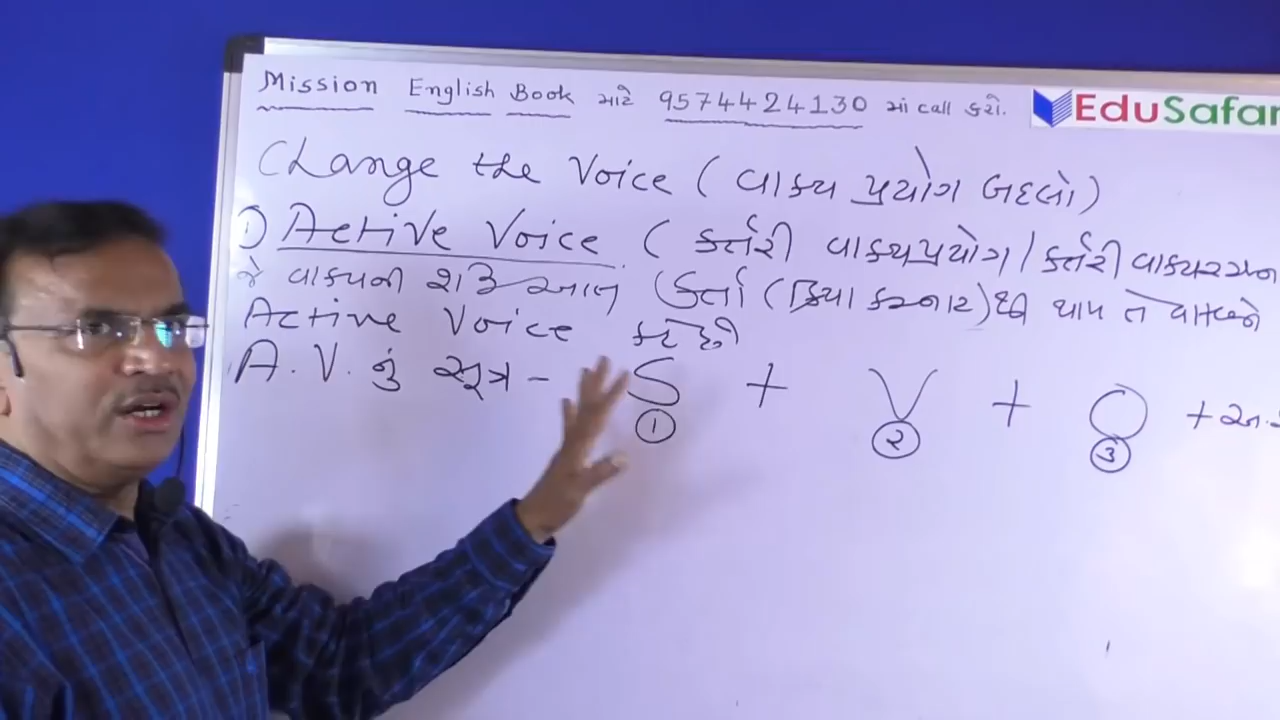 Mission English Book માટે 9574424130 માં call કરો.
EduSafar
Change the Voice (વાક્ય પ્રયોગ બદલો)
1) Active Voice (કર્તરી વાક્યપ્રયોગ/કર્તરી વાક્યરચના
જે વાક્યની શરૂઆત (કર્તા (ક્રિયા કરનાર) થી થાય તે વાક્યને
Active Voice કહે છે
A.V. નું સૂત્ર - S + V + O +
1 2 3